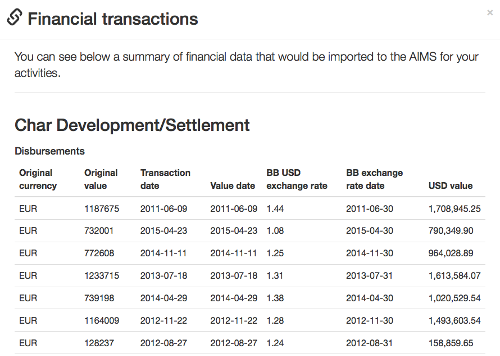 Financial transactions
×
You can see below a summary of financial data that would be imported to the AIMS for your
activities.
Char Development/Settlement
Disbursements
Original currency Original value Transaction date Value date BB USD exchange rate BB exchange rate date USD value
EUR 1187675 2011-06-09 2011-06-09 1.44 2011-06-30 1,708,945.25
EUR 732001 2015-04-23 2015-04-23 1.08 2015-04-30 790,349.90
EUR 772608 2014-11-11 2014-11-11 1.25 2014-11-30 964,028.89
EUR 1233715 2013-07-18 2013-07-18 1.31 2013-07-31 1,613,584.07
EUR 739198 2014-04-29 2014-04-29 1.38 2014-04-30 1,020,529.54
EUR 1164009 2012-11-22 2012-11-22 1.28 2012-11-30 1,493,603.54
EUR 128237 2012-08-27 2012-08-27 1.24 2012-08-31 158,859.65